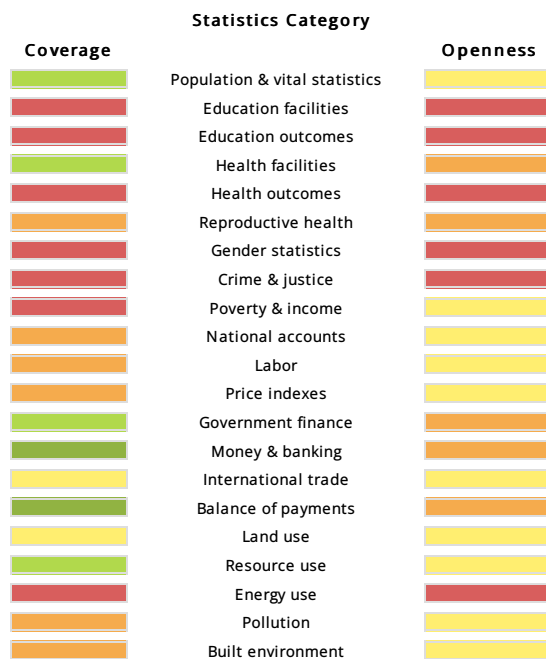 Statistics Category
Coverage
Openness
Population & vital statistics
Education facilities
Education outcomes
Health facilities
Health outcomes
Reproductive health
Gender statistics
Crime & justice
Poverty & income
National accounts
Labor
Price indexes
Government finance
Money & banking
International trade
Balance of payments
Land use
Resource use
Energy use
Pollution
Built environment